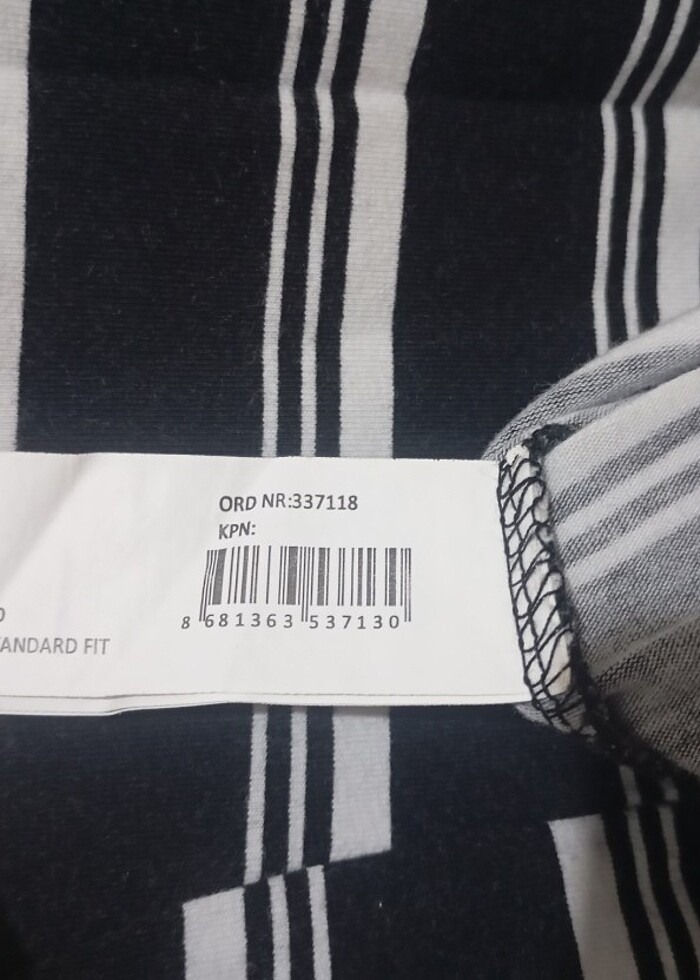 ORD NR:337118
KPN:
8 681363 537130
ANDARD FIT